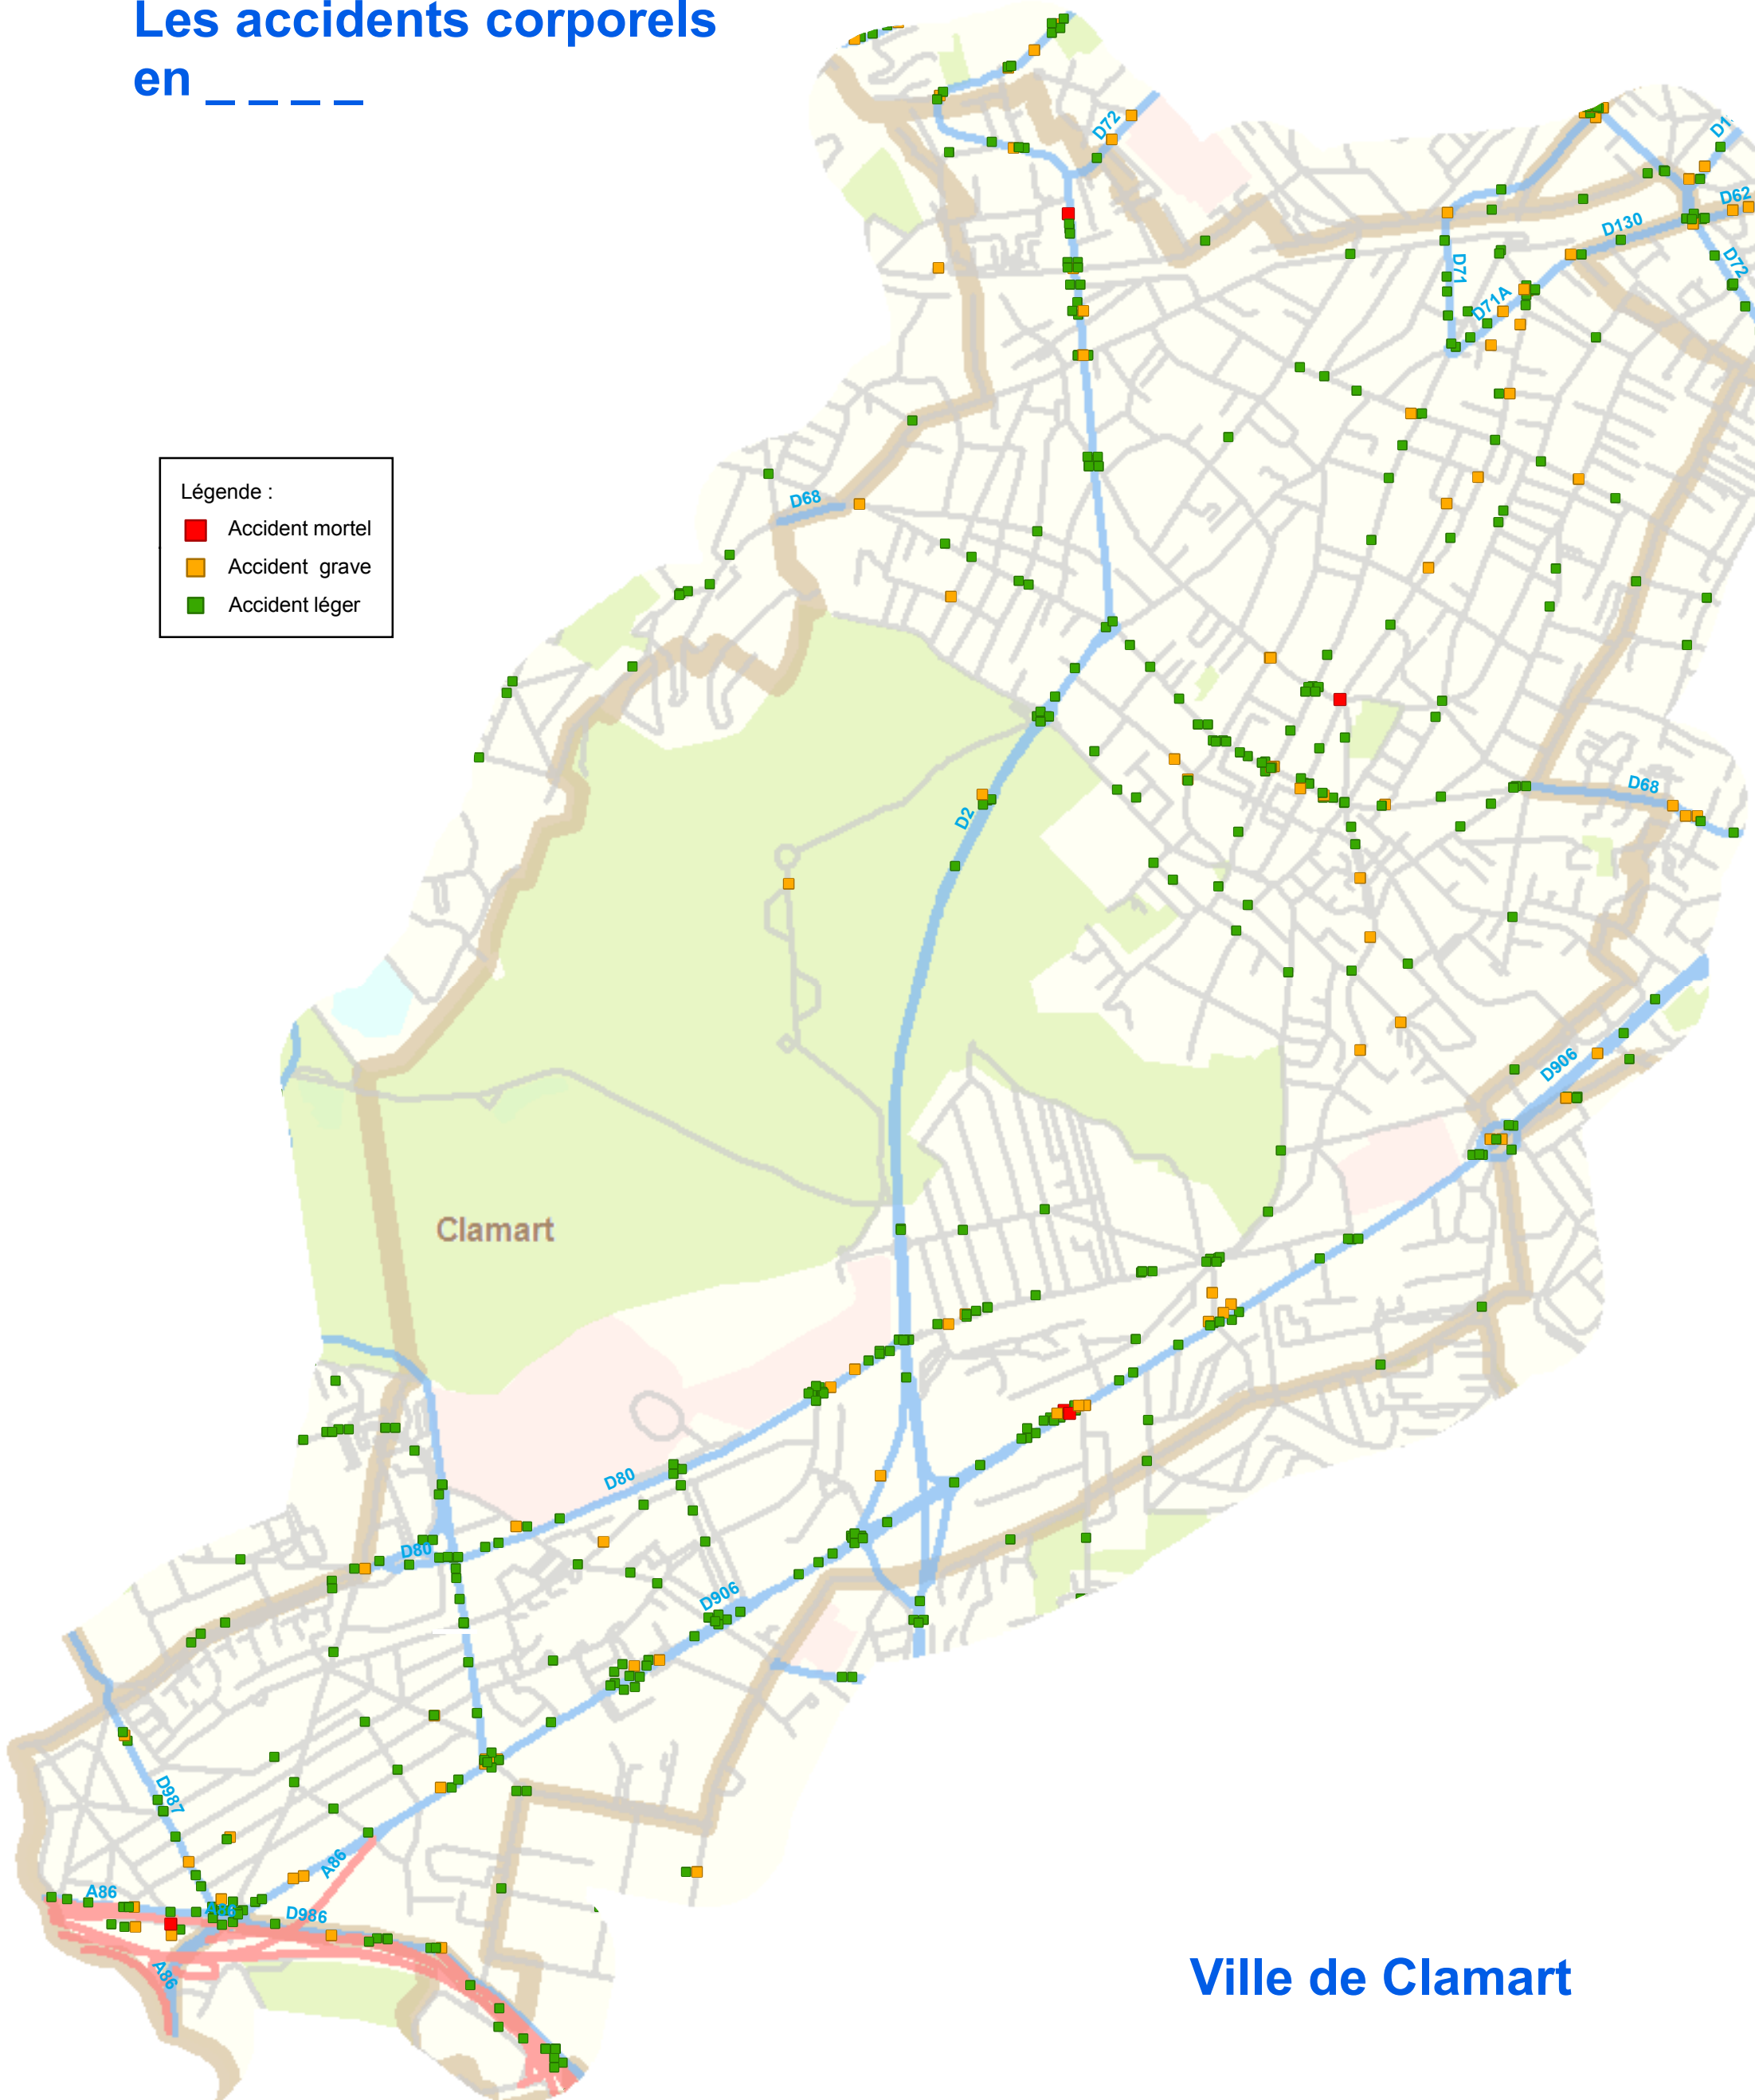 Les accidents corporels
en _ _ _ _
D72
D1
D62
D130
D71
D72
D71A
Légende :
D68
Accident mortel
Accident  grave
Accident léger
D68
D2
D906
Clamart
D80
D80
D906
D987
A86
A86
A86
D986
A86
Ville de Clamart